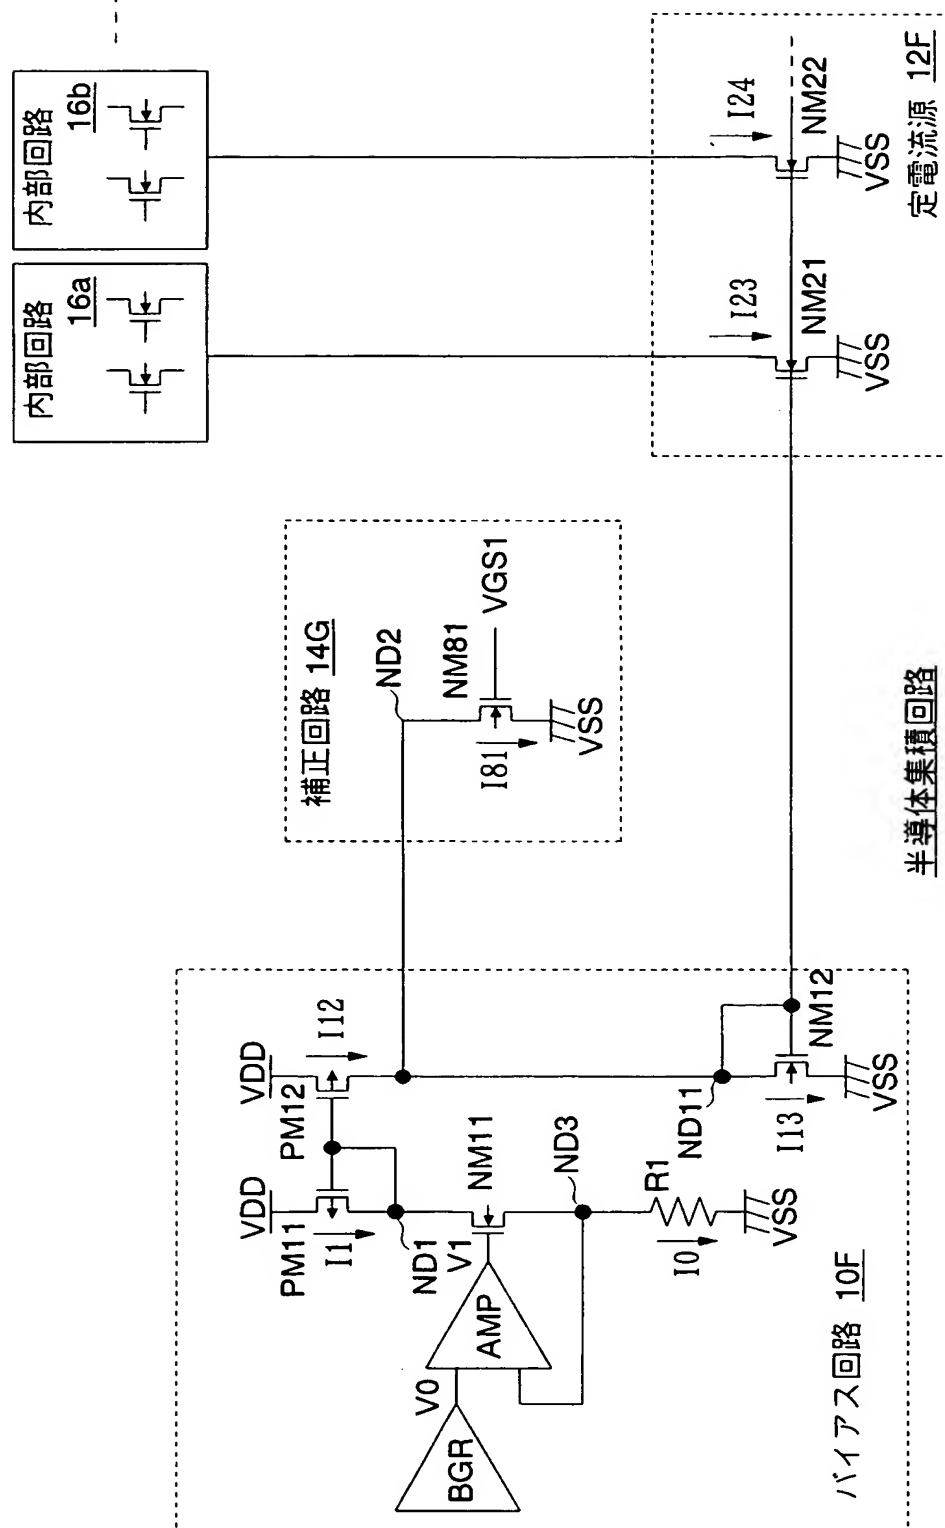 バイアス回路 10F
BGR
V0
AMP
V1
VDD
PM11
I1
ND1
NM11
ND3
R1
I0
VSS
VDD
PM12
I12
ND11
I13
NM12
VSS
補正回路 14G
ND2
NM81
VGS1
I81
VSS
内部回路
16a
内部回路
16b
I23
NM21
VSS
I24
NM22
VSS
定電流源 12F
半導体集積回路